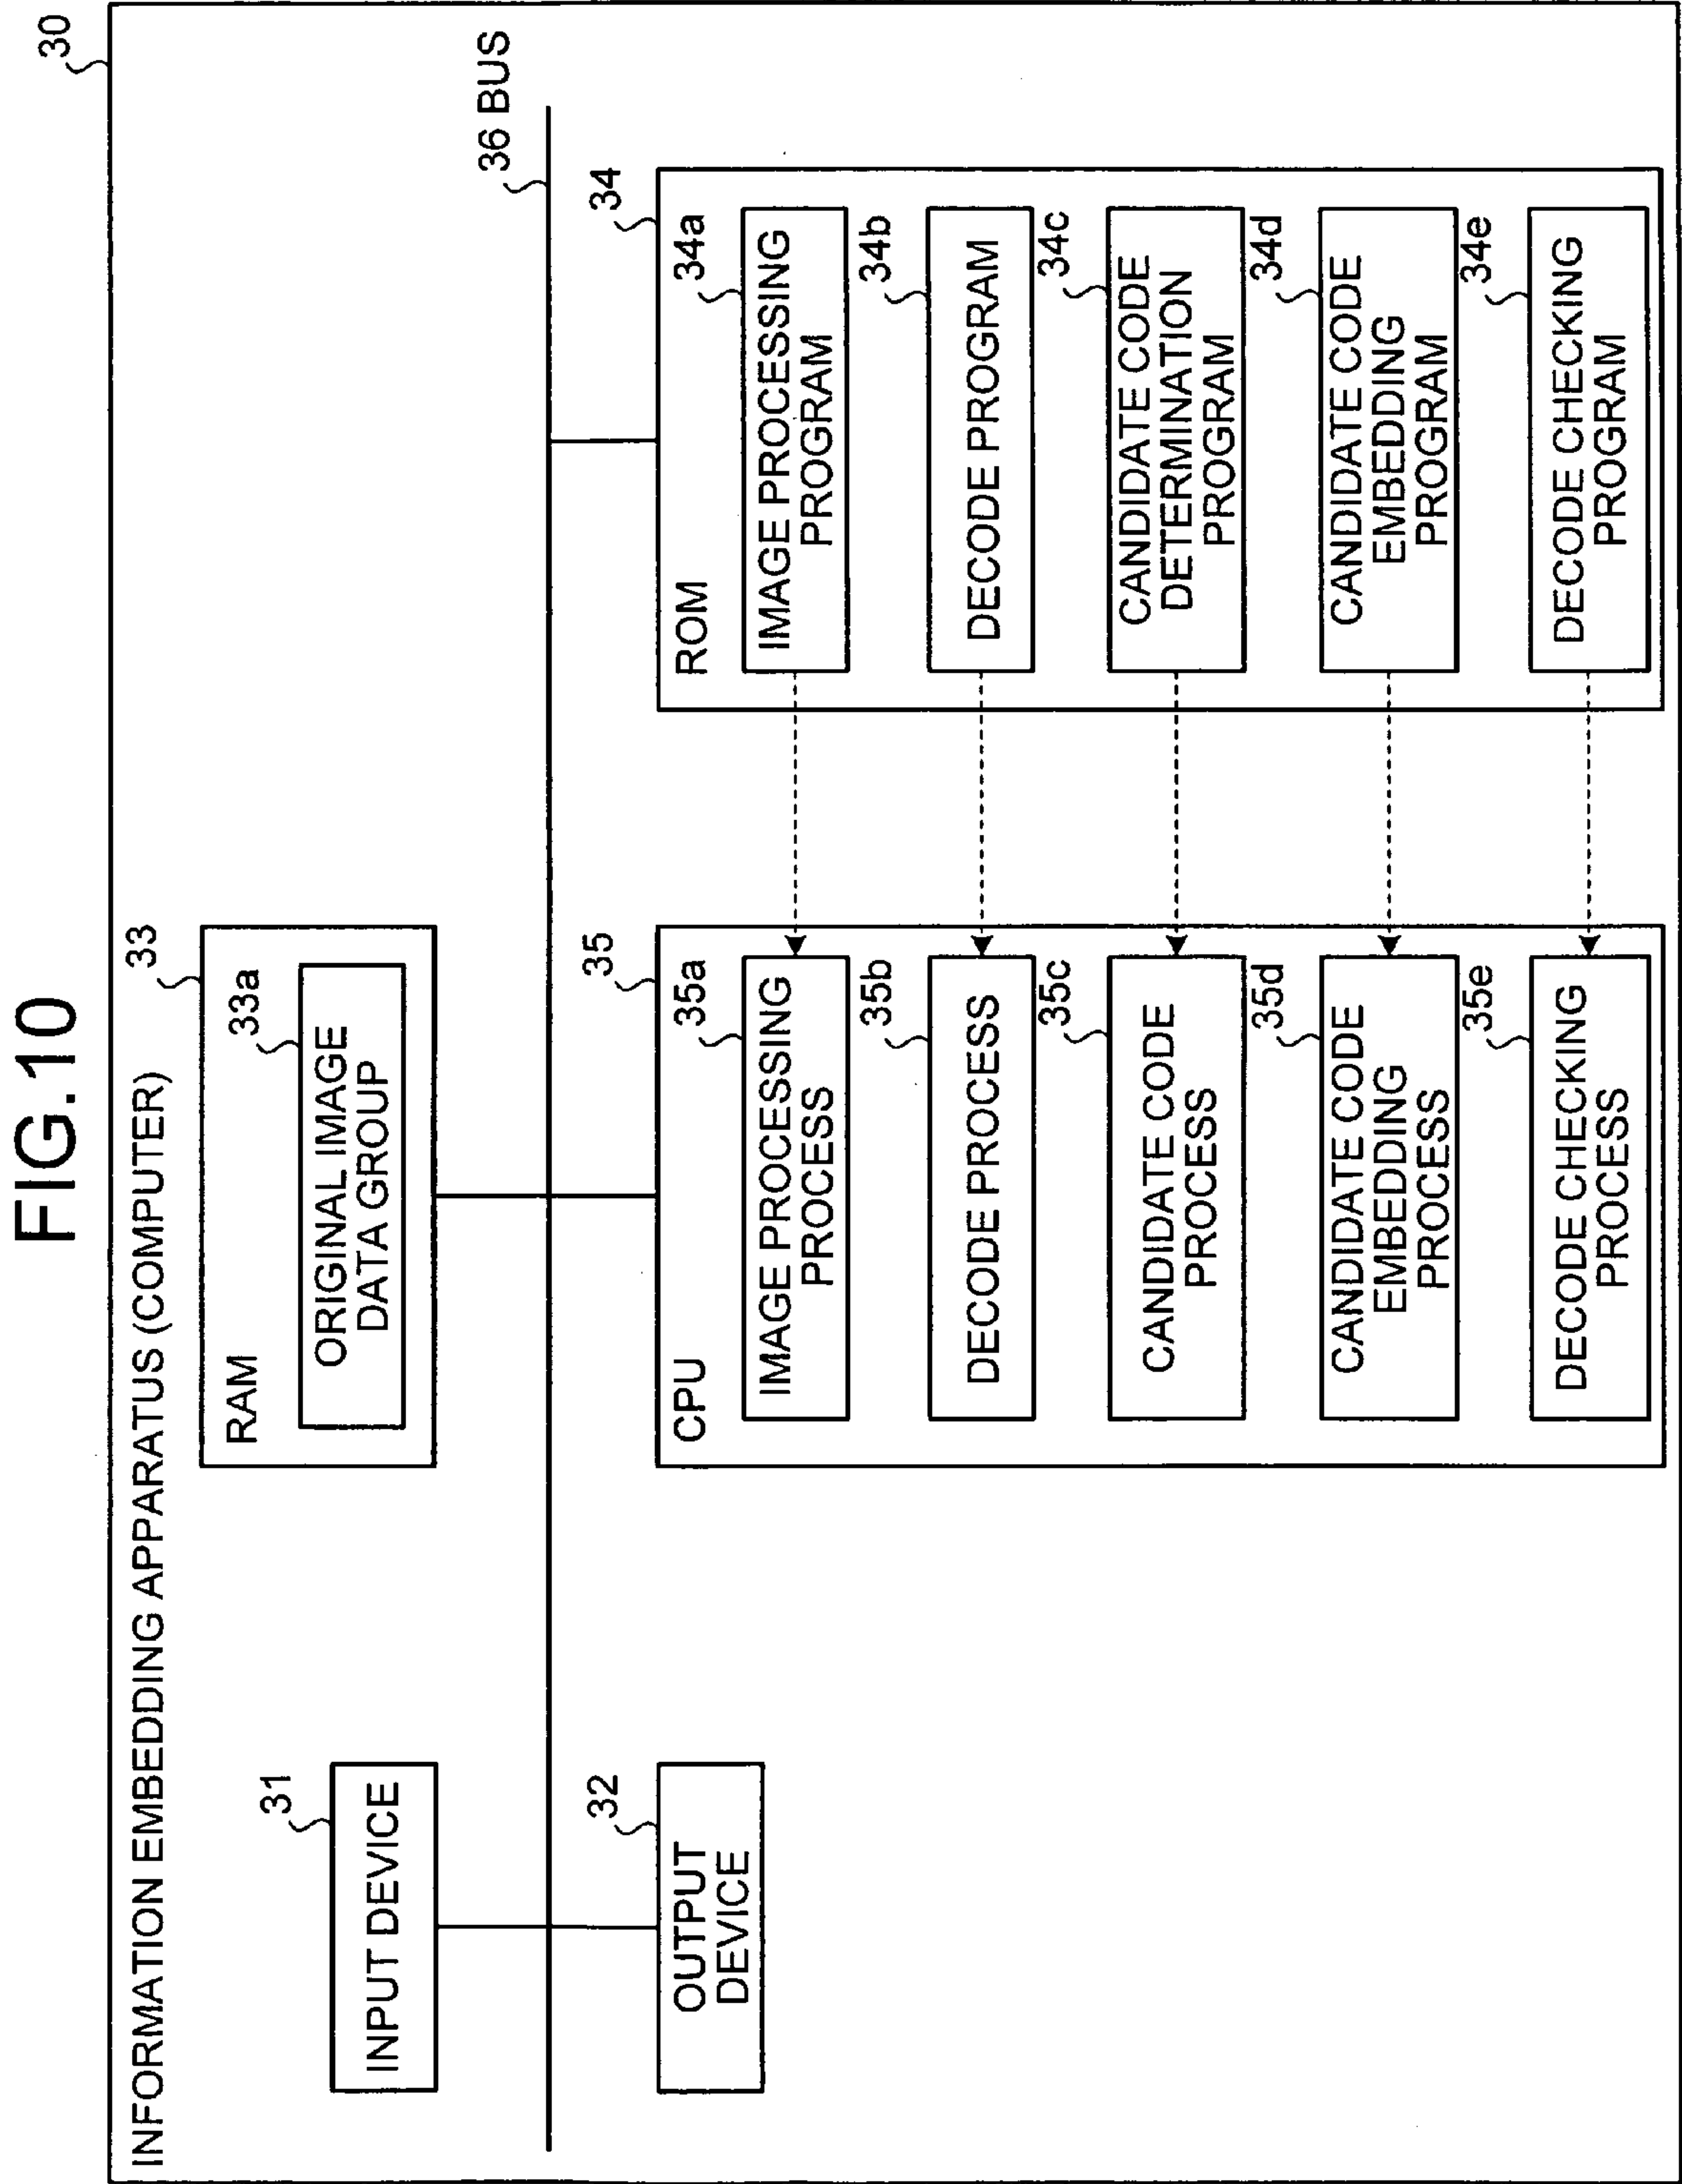 FIG.10
30
INFORMATION EMBEDDING APPARATUS (COMPUTER)
31
INPUT DEVICE
33
RAM
33a
ORIGINAL IMAGE
DATA GROUP
36 BUS
32
OUTPUT
DEVICE
35
CPU
35a
IMAGE PROCESSING
PROCESS
35b
DECODE PROCESS
35c
CANDIDATE CODE
PROCESS
35d
CANDIDATE CODE
EMBEDDING
PROCESS
35e
DECODE CHECKING
PROCESS
34
ROM
34a
IMAGE PROCESSING
PROGRAM
34b
DECODE PROGRAM
34c
CANDIDATE CODE
DETERMINATION
PROGRAM
34d
CANDIDATE CODE
EMBEDDING
PROGRAM
34e
DECODE CHECKING
PROGRAM